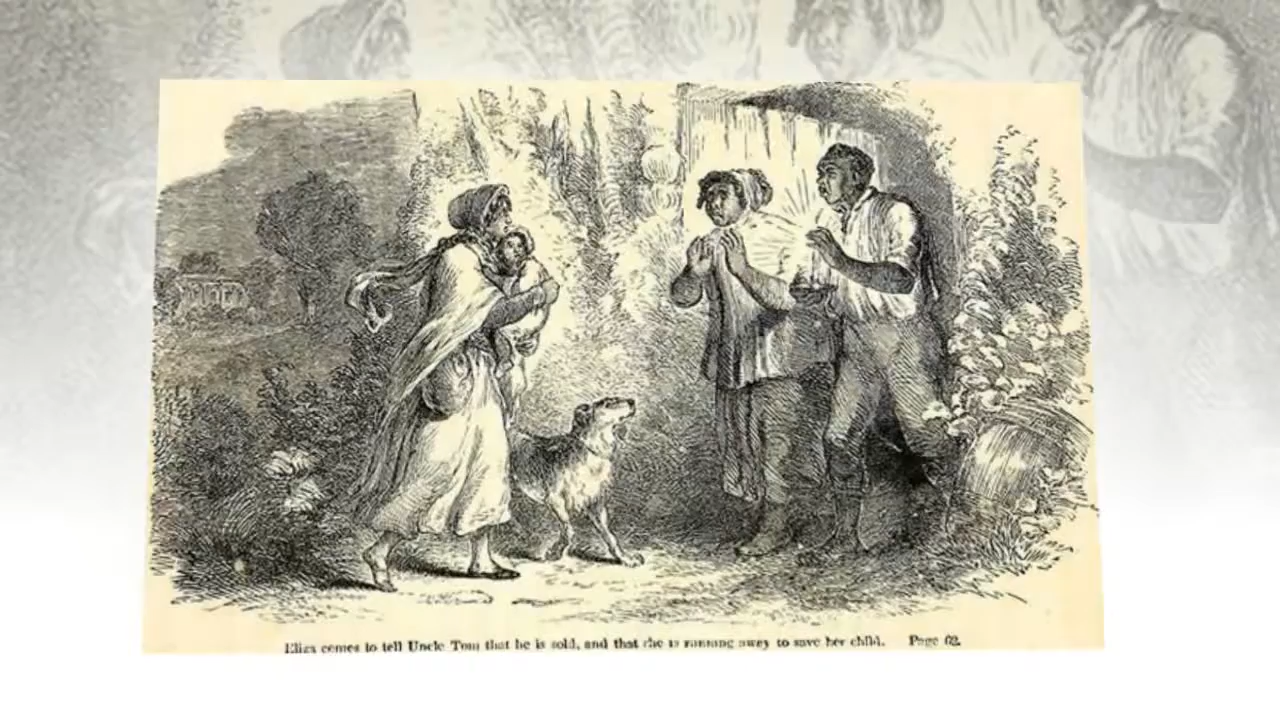 Eliza comes to tell Uncle Tom that he is sold, and that she is running away to save her child. Page 62.